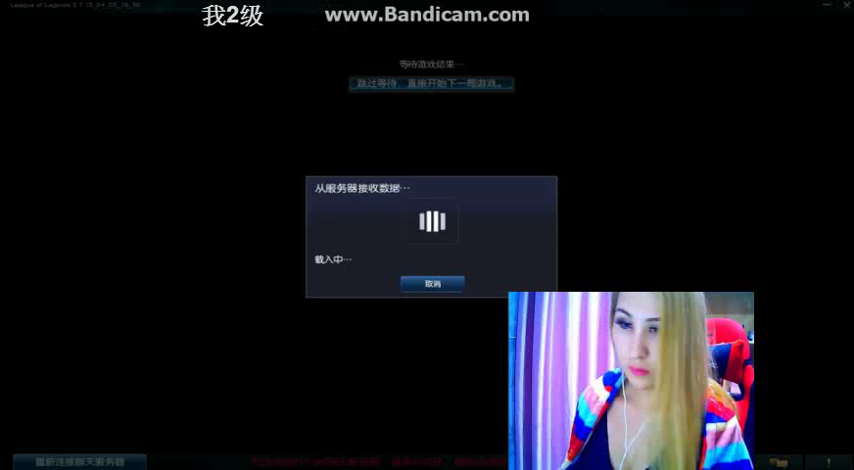 我2级
www.Bandicam.com
等待游戏结果…
跳过等待 直接开始下一局游戏。
从服务器接收数据…
载入中…
取消
重新连接聊天服务器